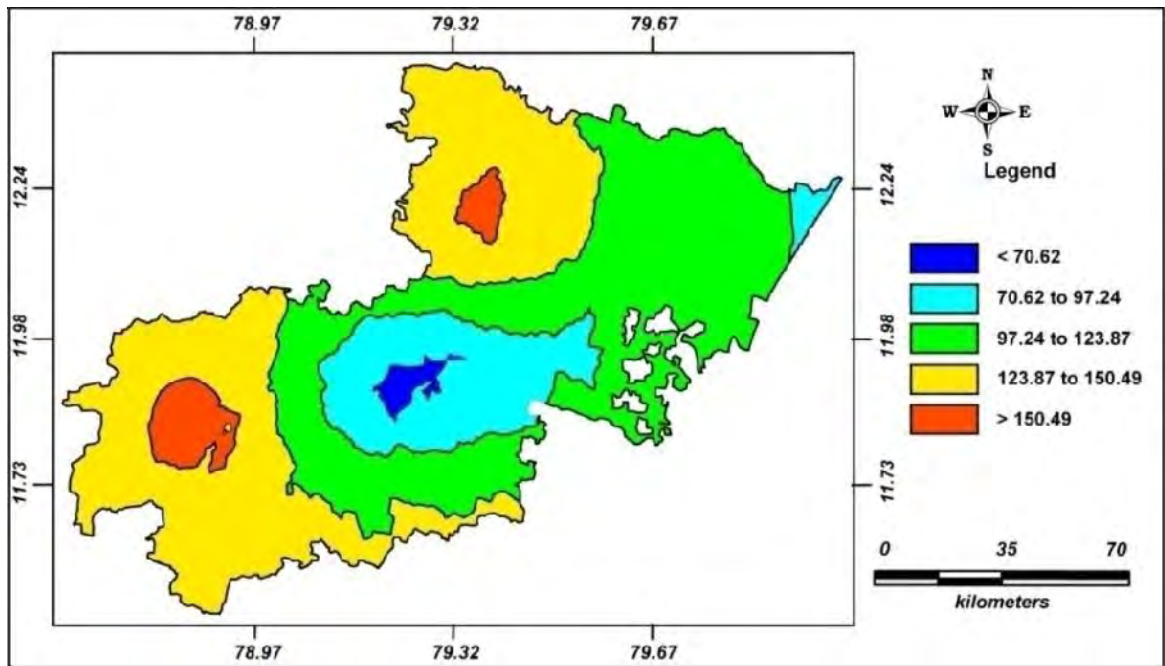 78.97 79.32 79.67
N
W E
S
Legend
12.24 12.24
< 70.62
70.62 to 97.24
11.98 11.98
97.24 to 123.87
123.87 to 150.49
> 150.49
11.73 11.73
0 35 70
kilometers
78.97 79.32 79.67